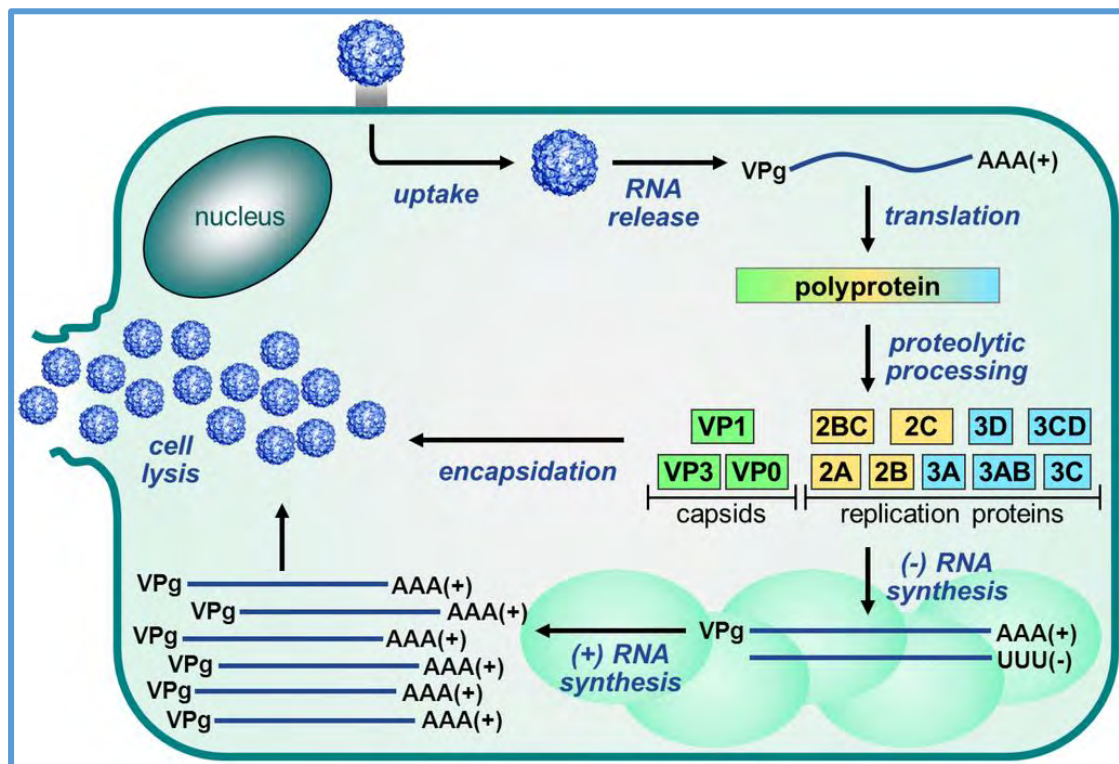 nucleus
uptake
RNA
release
VPg
AAA(+)
translation
polyprotein
proteolytic
processing
VP1
VP3 VP0
capsids
2BC 2C 3D 3CD
2A 2B 3A 3AB 3C
replication proteins
encapsidation
cell
lysis
(-) RNA
synthesis
VPg AAA(+)
UUU(-)
(+) RNA
synthesis
VPg AAA(+)
VPg AAA(+)
VPg AAA(+)
VPg AAA(+)
VPg AAA(+)
VPg AAA(+)